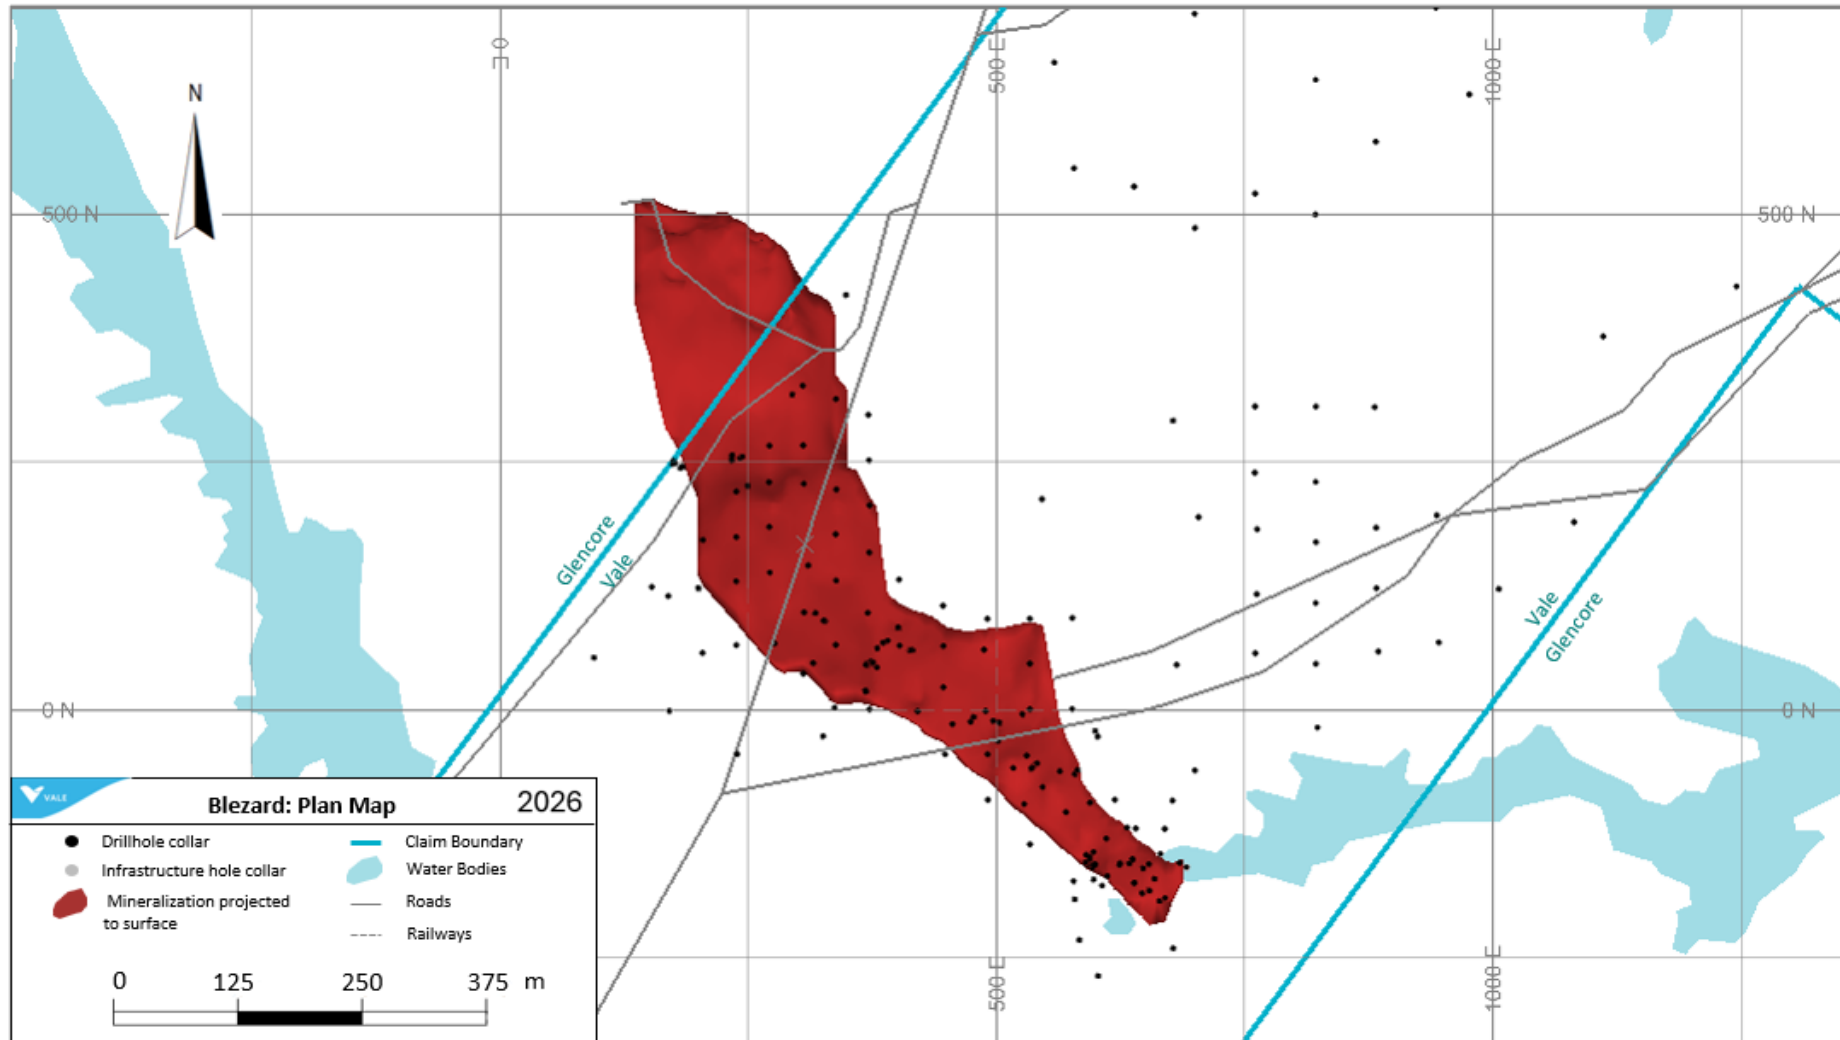 0 E
500 E
1000 E
N
500 N
500 N
Glencore
Vale
Vale
Glencore
0 N
0 N
500 E
1000 E
VALE
Blezard: Plan Map
2026
Drillhole collar
Infrastructure hole collar
Mineralization projected
to surface
Claim Boundary
Water Bodies
Roads
Railways
0 125 250 375 m